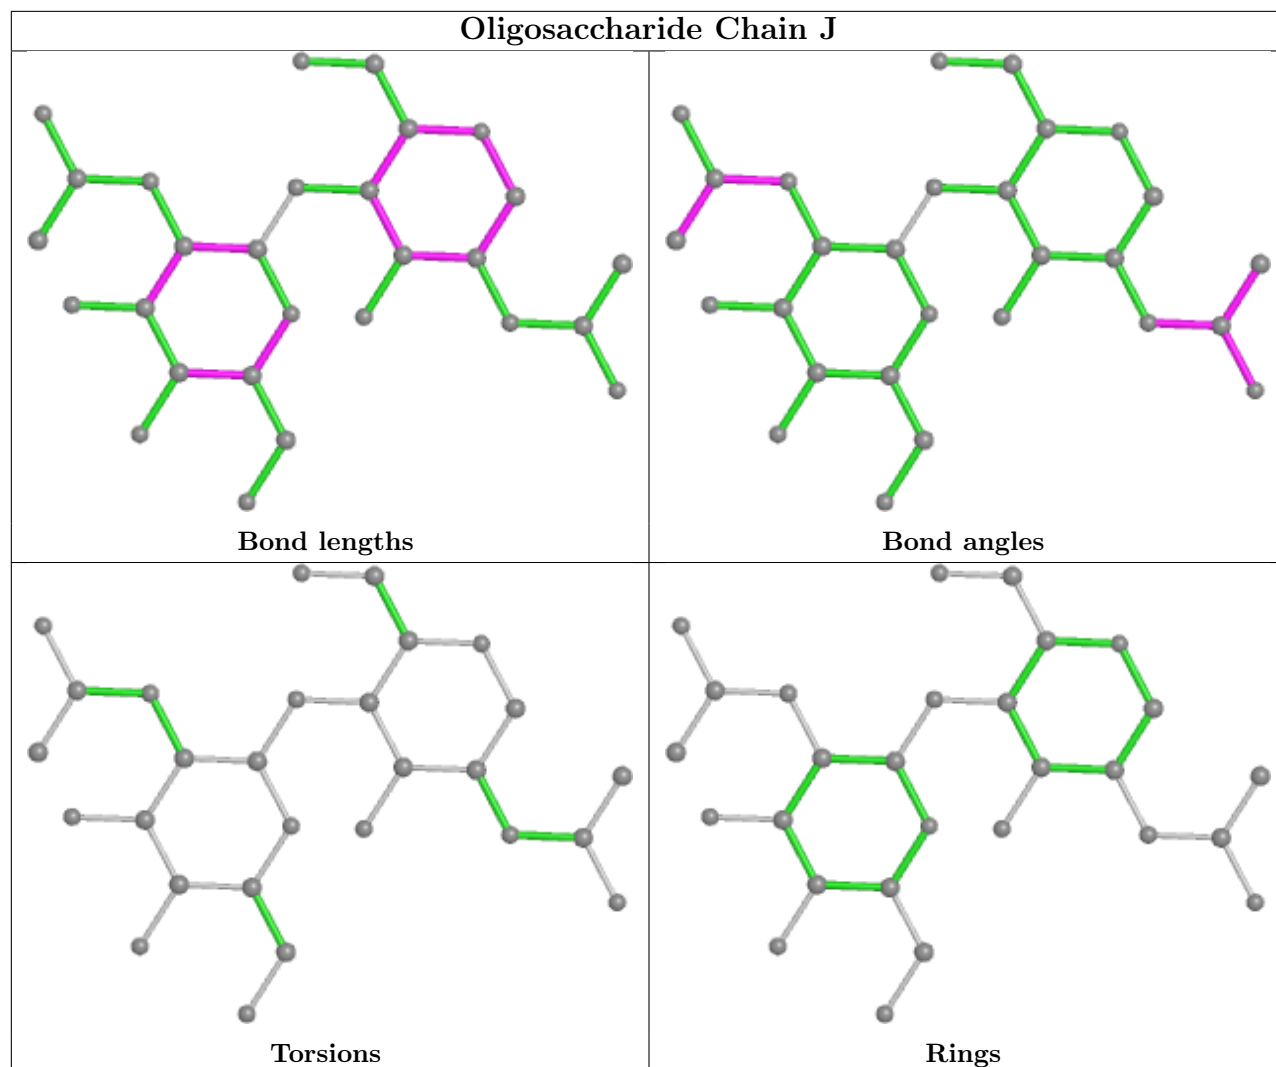 Oligosaccharide Chain J
Bond lengths
Bond angles
Torsions
Rings